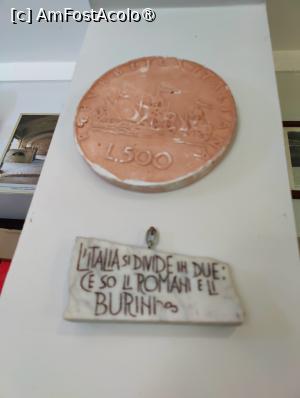 [c] AmFostAcolo®
L.500
L'ITALIA SI DIVIDE IN DUE:
C'E SO LI ROMANI E LI
BURINI